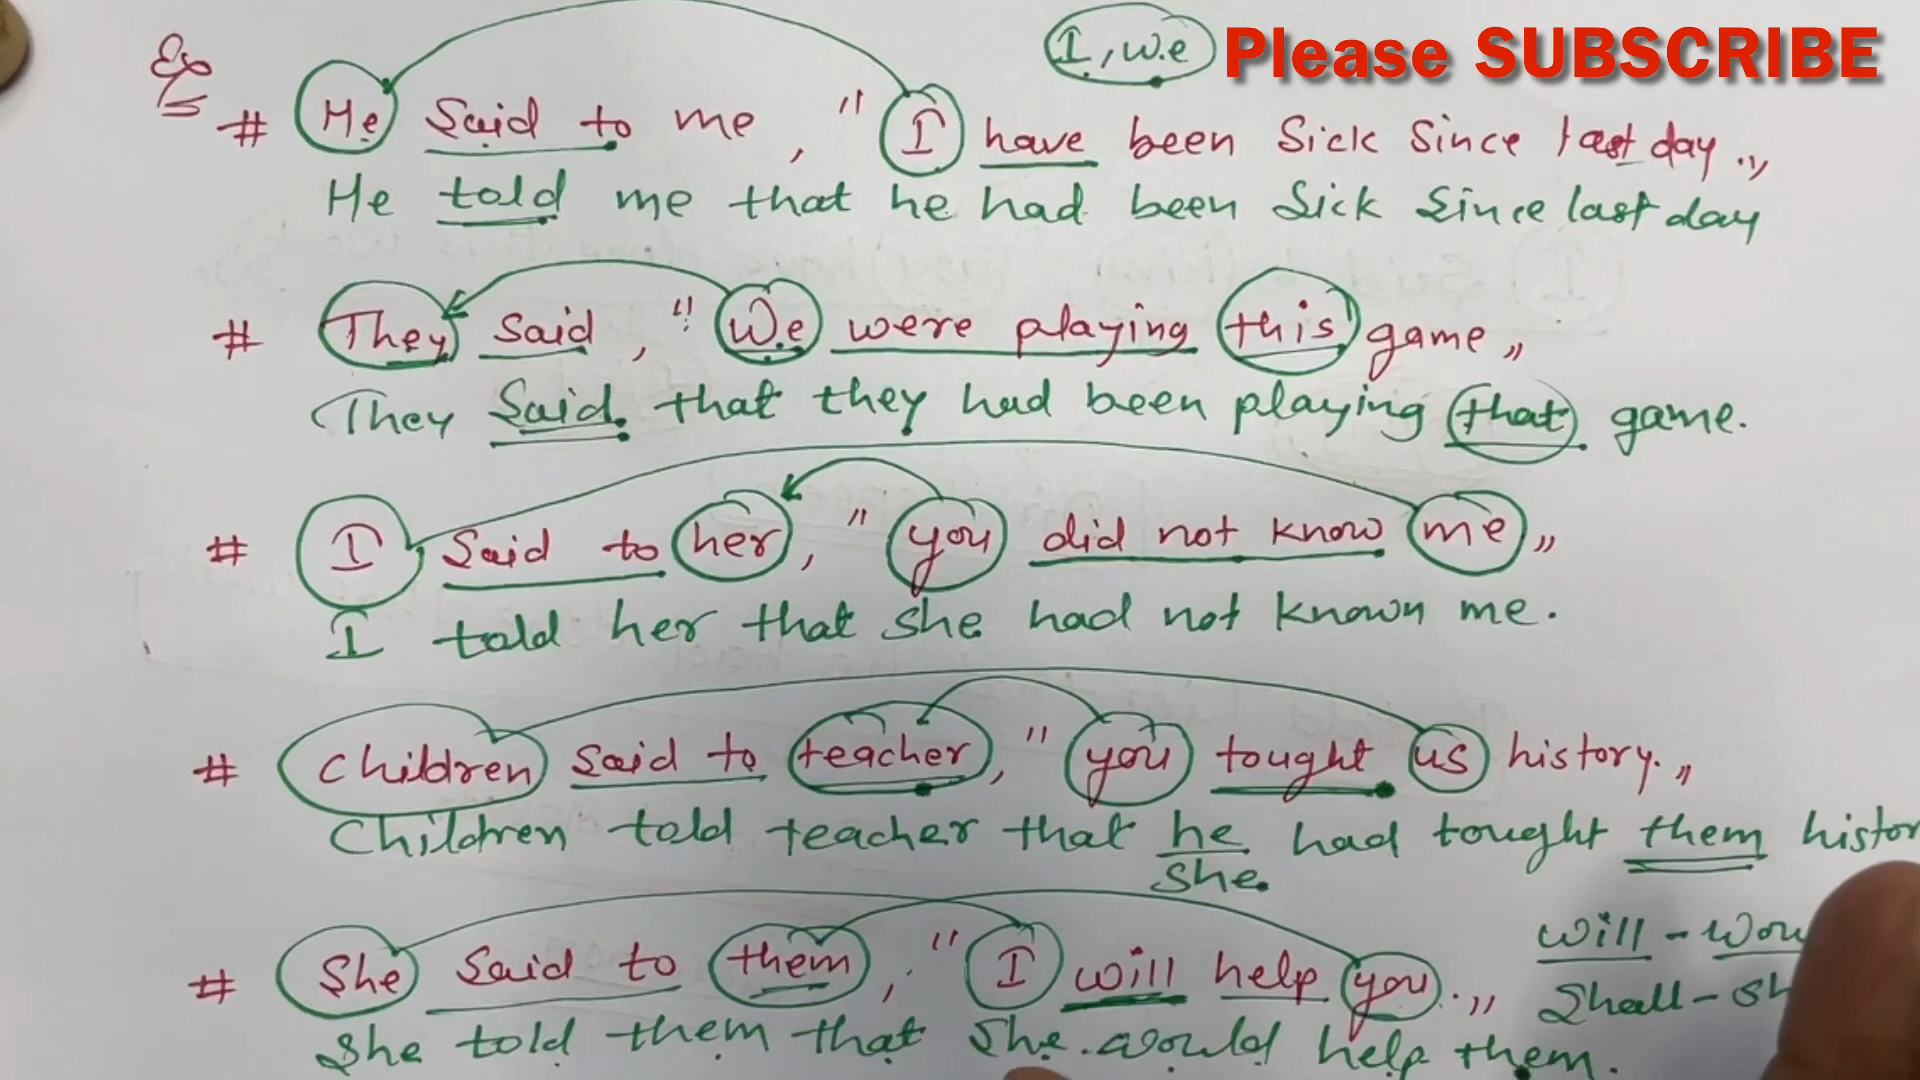 I, we Please SUBSCRIBE
Exs
# He said to me, "I have been sick since last day.,,
He told me that he had been sick since last day
# They said, "We were playing this game,,
They said that they had been playing that game.
# I said to her, "you did not know me,,
I told her that she had not known me.
# Children said to teacher, "you tought us history.,,
Children told teacher that he had tought them histor
she.
# She said to them, "I will help you.,,
will - wou
Shall - sh
She told them that she would help them.